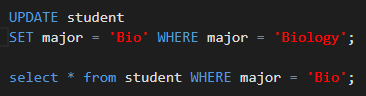 UPDATE student
SET major = 'Bio' WHERE major = 'Biology';
select * from student WHERE major = 'Bio';